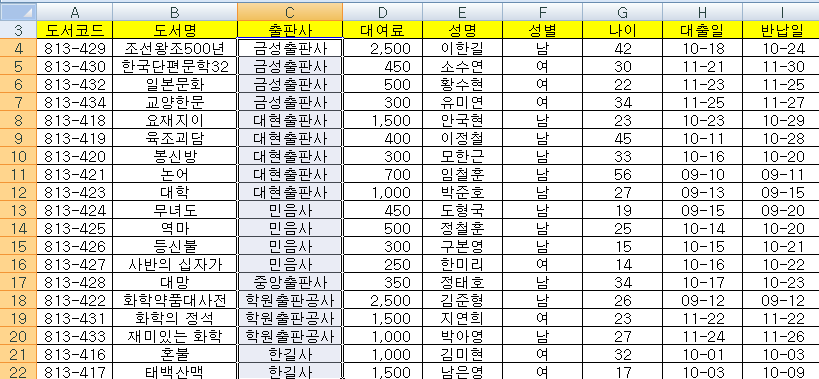 A B C D E F G H I
3 도서코드 도서명 출판사 대여료 성명 성별 나이 대출일 반납일
4 813-429 조선왕조500년 금성출판사 2,500 이한길 남 42 10-18 10-24
5 813-430 한국단편문학32 금성출판사 450 소수연 여 30 11-21 11-30
6 813-432 일본문화 금성출판사 500 황수현 여 22 11-23 11-25
7 813-434 교양한문 금성출판사 300 유미연 여 34 11-25 11-27
8 813-418 요재지이 대현출판사 1,500 안국현 남 23 10-23 10-29
9 813-419 육조괴담 대현출판사 400 이정철 남 45 10-11 10-28
10 813-420 봉신방 대현출판사 300 모한근 남 33 10-16 10-20
11 813-421 논어 대현출판사 700 임철훈 남 56 09-10 09-11
12 813-423 대학 대현출판사 1,000 박준호 남 27 09-13 09-15
13 813-424 무녀도 민음사 450 도형국 남 19 09-15 09-20
14 813-425 역마 민음사 500 정철훈 남 25 10-14 10-20
15 813-426 등신불 민음사 300 구본영 남 15 10-15 10-21
16 813-427 사반의 십자가 민음사 250 한미리 여 14 10-16 10-22
17 813-428 대망 중앙출판사 350 정태호 남 34 10-17 10-23
18 813-422 화학약품대사전 학원출판공사 2,500 김준형 남 26 09-12 09-12
19 813-431 화학의 정석 학원출판공사 1,500 지연희 여 23 11-22 11-22
20 813-433 재미있는 화학 학원출판공사 1,000 박아영 남 27 11-24 11-26
21 813-416 혼불 한길사 1,000 김미현 여 32 10-01 10-03
22 813-417 태백산맥 한길사 1,500 남은영 여 17 10-03 10-09